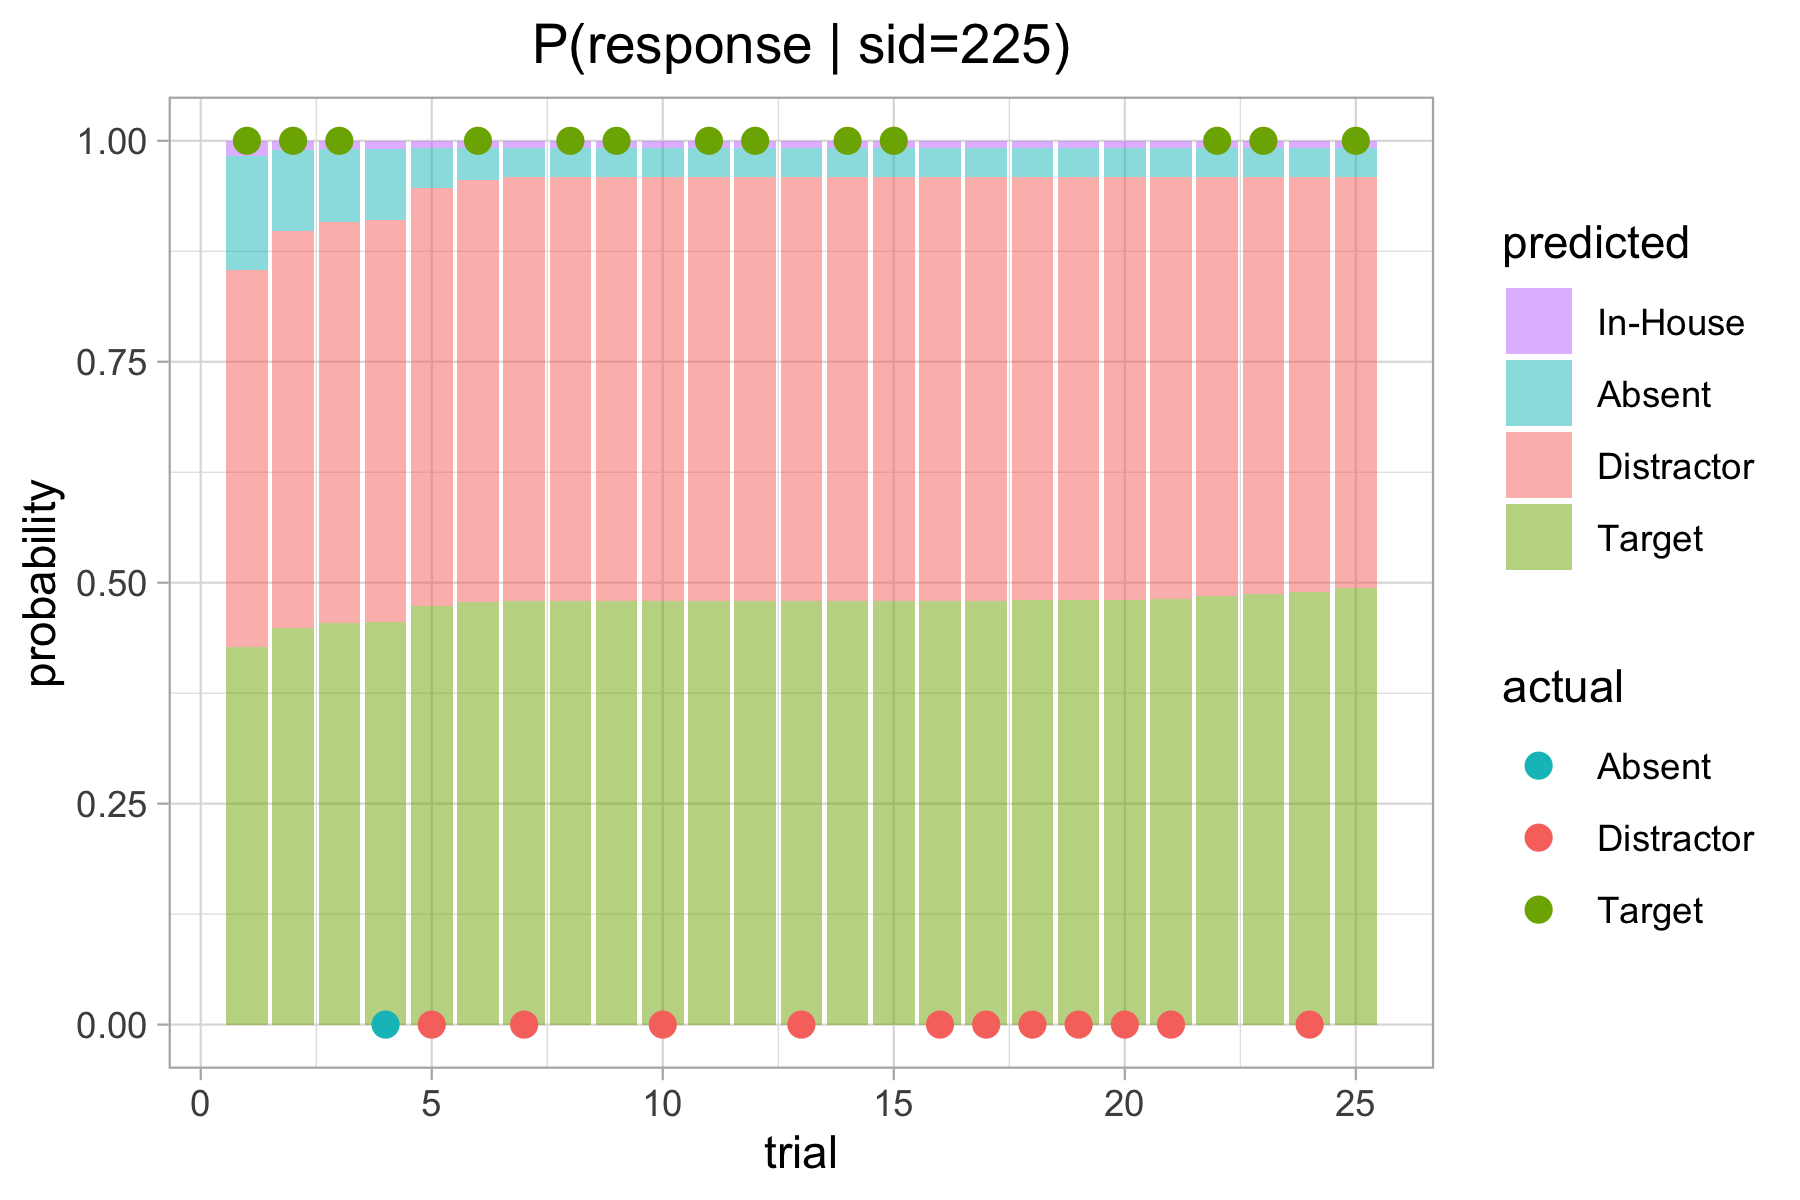 P(response | sid=225)
probability
1.00
0.75
0.50
0.25
0.00
0 5 10 15 20 25
trial
predicted
In-House
Absent
Distractor
Target
actual
Absent
Distractor
Target